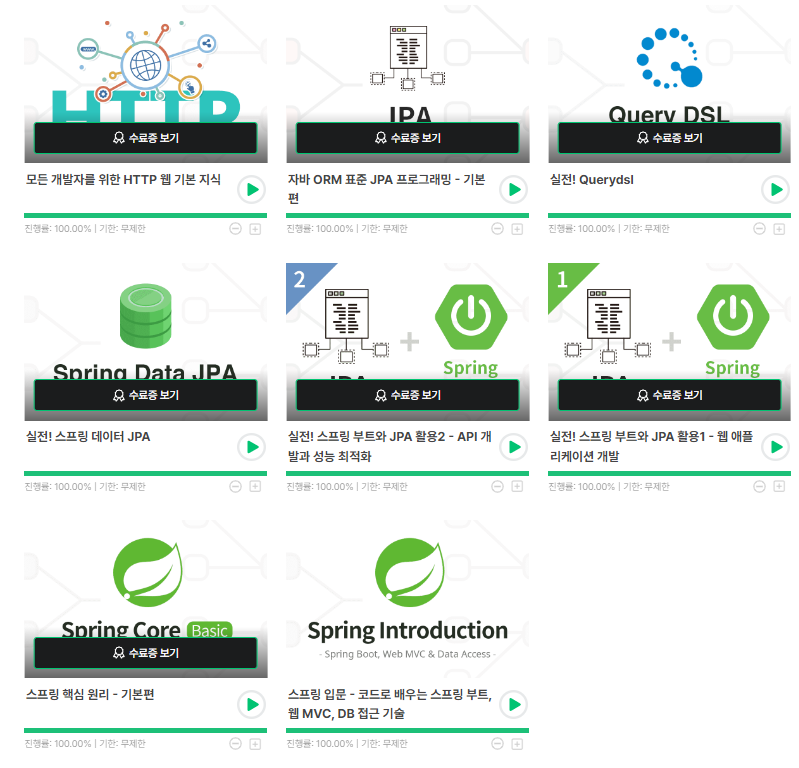 HTTP
수료증 보기
모든 개발자를 위한 HTTP 웹 기본 지식
진행률: 100.00% | 기한: 무제한
JPA
수료증 보기
자바 ORM 표준 JPA 프로그래밍 - 기본
편
진행률: 100.00% | 기한: 무제한
Query DSL
수료증 보기
실전! Querydsl
진행률: 100.00% | 기한: 무제한
Spring Data JPA
수료증 보기
실전! 스프링 데이터 JPA
진행률: 100.00% | 기한: 무제한
2
+
Spring
JPA
수료증 보기
실전! 스프링 부트와 JPA 활용2 - API 개
발과 성능 최적화
진행률: 100.00% | 기한: 무제한
1
+
Spring
JPA
수료증 보기
실전! 스프링 부트와 JPA 활용1 - 웹 애플
리케이션 개발
진행률: 100.00% | 기한: 무제한
Spring Core Basic
수료증 보기
스프링 핵심 원리 - 기본편
진행률: 100.00% | 기한: 무제한
Spring Introduction
- Spring Boot, Web MVC & Data Access -
스프링 입문 - 코드로 배우는 스프링 부트,
웹 MVC, DB 접근 기술
진행률: 100.00% | 기한: 무제한